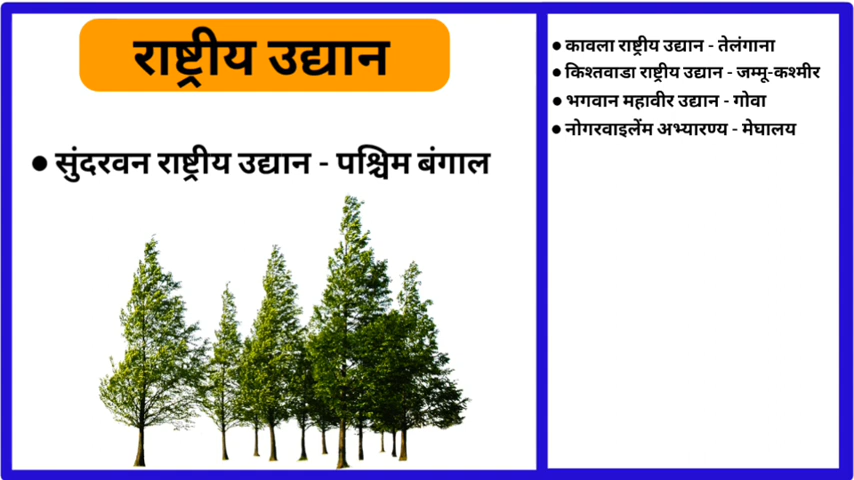 राष्ट्रीय उद्यान
● सुंदरवन राष्ट्रीय उद्यान - पश्चिम बंगाल
● कावला राष्ट्रीय उद्यान - तेलंगाना
● किश्तवाडा राष्ट्रीय उद्यान - जम्मू-कश्मीर
● भगवान महावीर उद्यान - गोवा
● नोगरवाइलेंम अभ्यारण्य - मेघालय